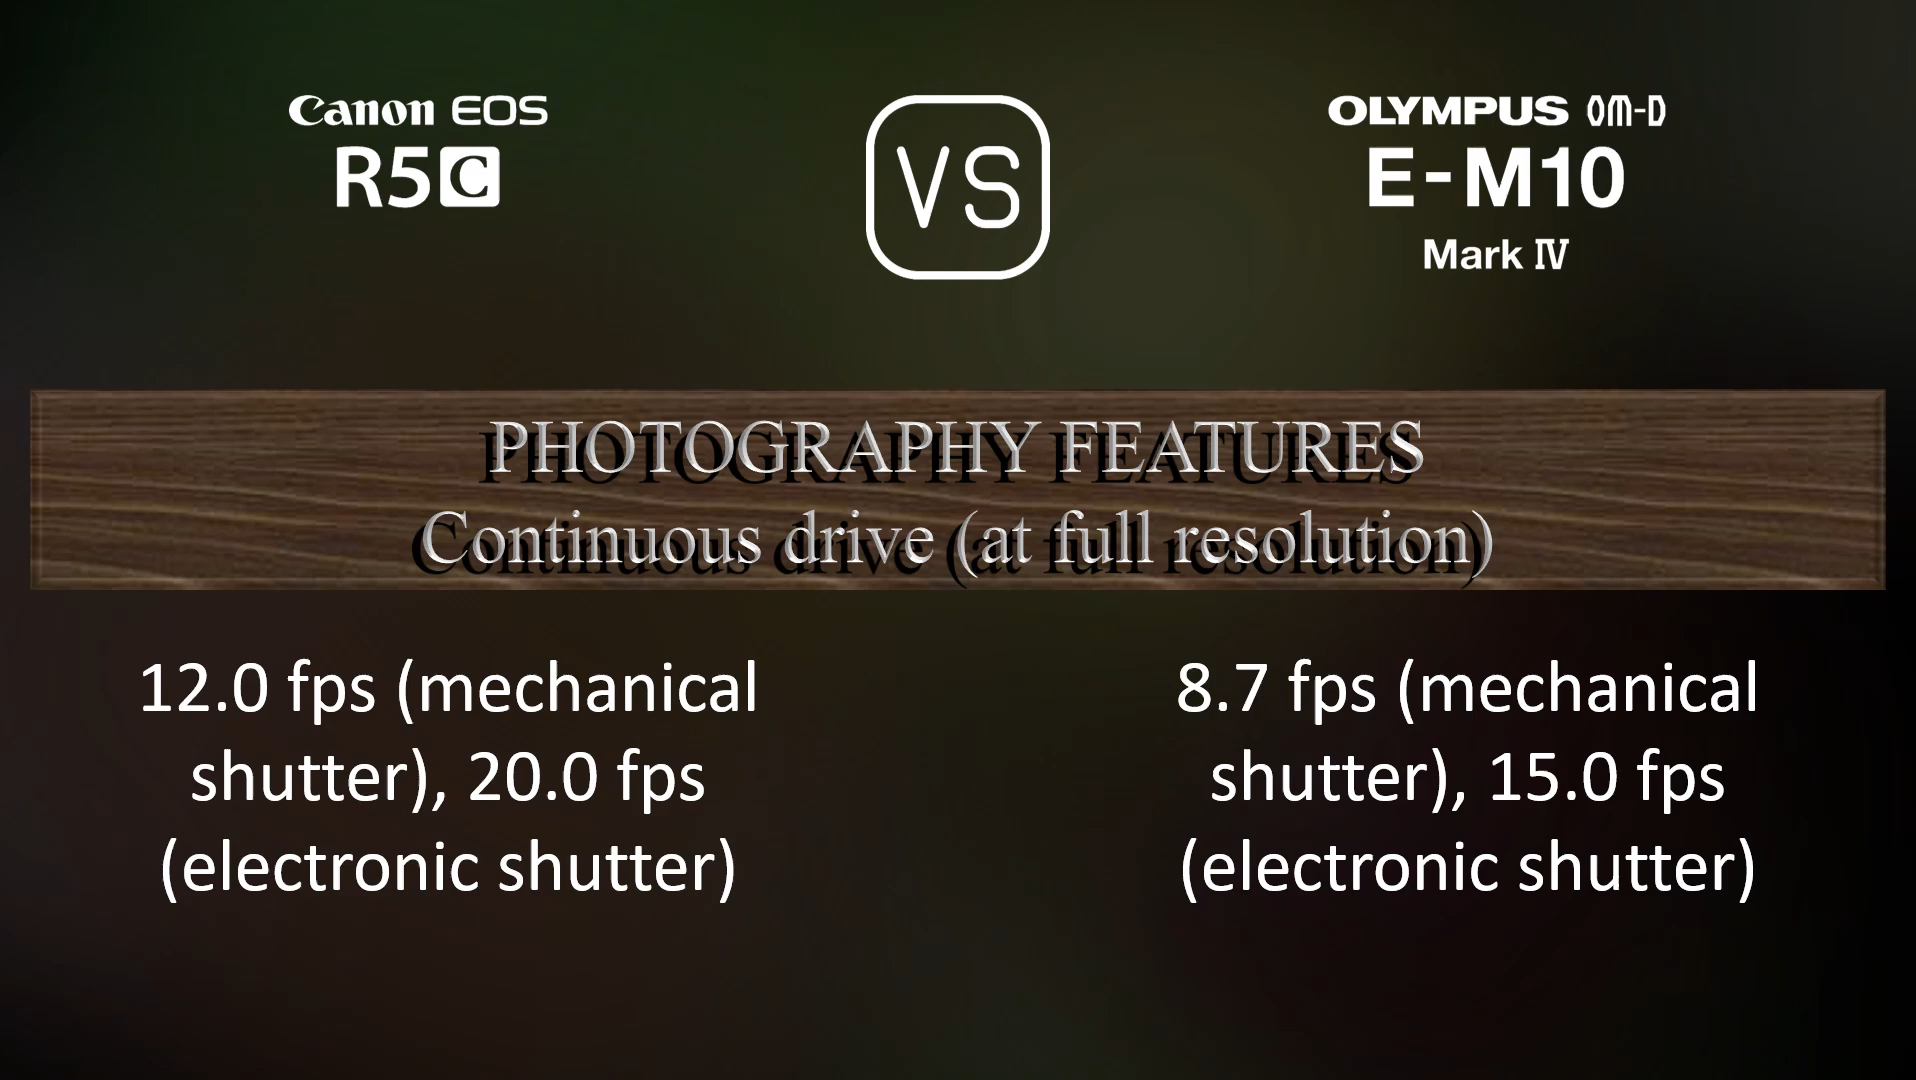 Canon EOS
R5 C
VS
OLYMPUS OM-D
E-M10
Mark IV
PHOTOGRAPHY FEATURES
Continuous drive (at full resolution)
12.0 fps (mechanical
shutter), 20.0 fps
(electronic shutter)
8.7 fps (mechanical
shutter), 15.0 fps
(electronic shutter)